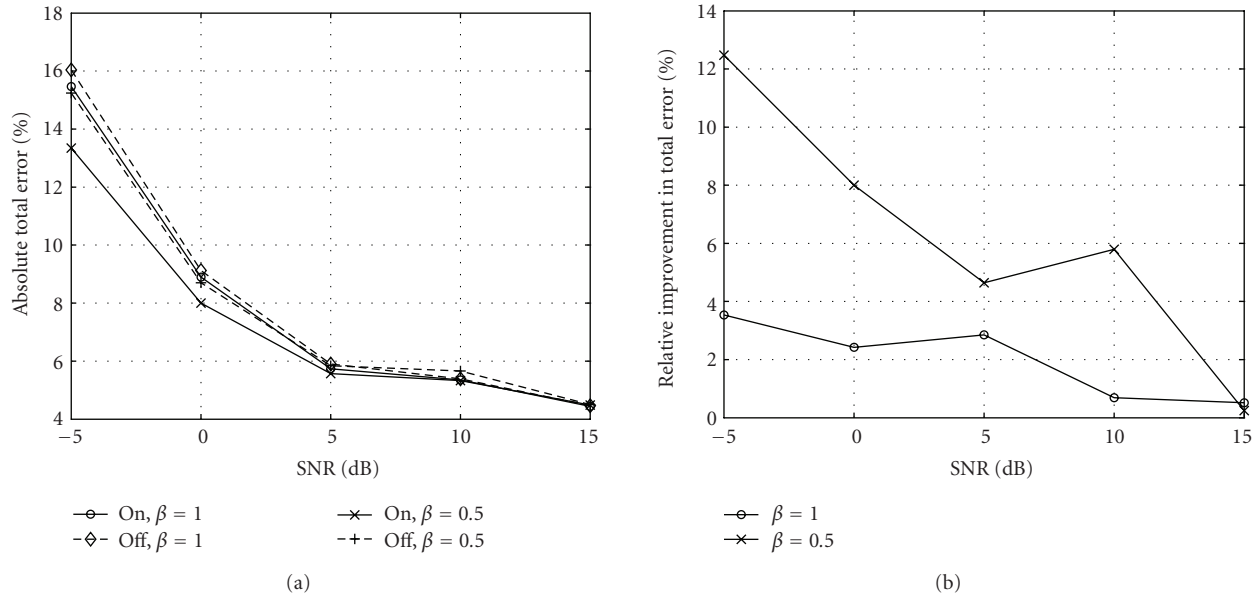 18
16
14
12
10
8
6
4
Absolute total error (%)
−5
0
5
10
15
SNR (dB)
On, β = 1
Off, β = 1
On, β = 0.5
Off, β = 0.5
(a)
14
12
10
8
6
4
2
0
Relative improvement in total error (%)
−5
0
5
10
15
SNR (dB)
β = 1
β = 0.5
(b)